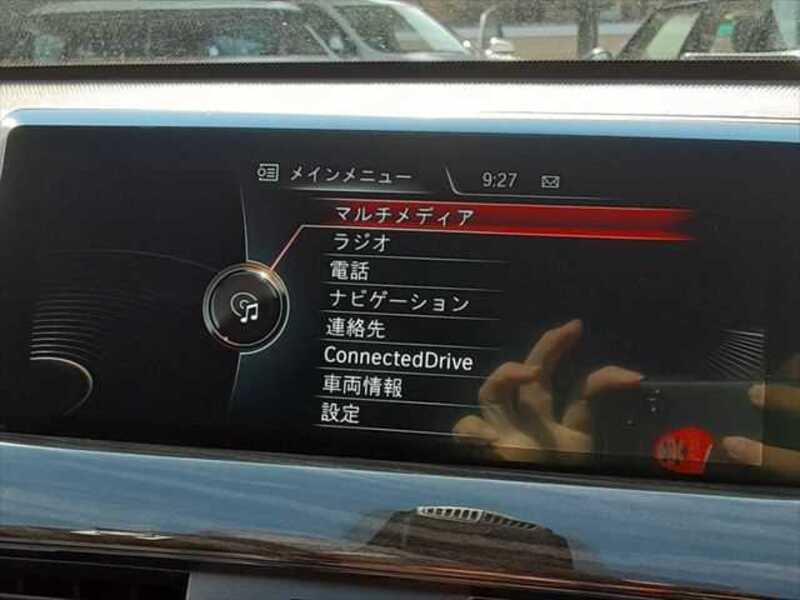 メインメニュー 9:27
マルチメディア
ラジオ
電話
ナビゲーション
連絡先
ConnectedDrive
車両情報
設定